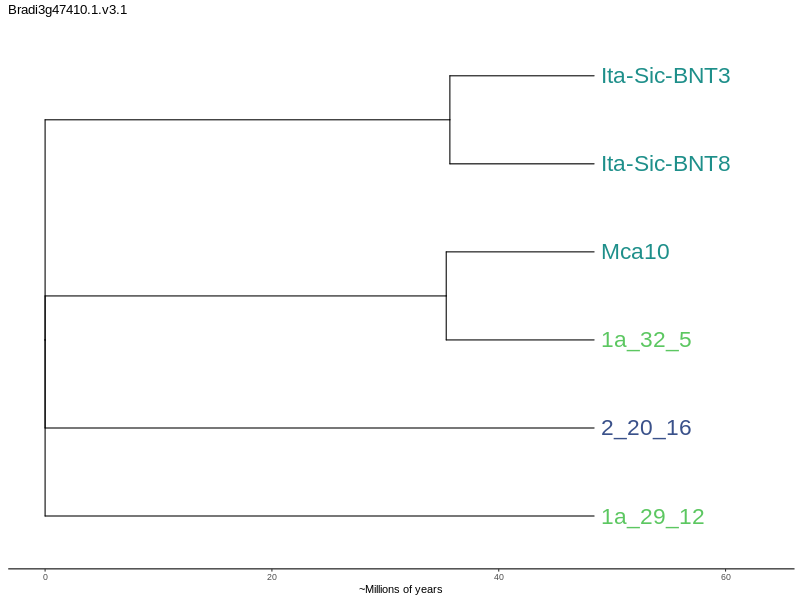 Bradi3g47410.1.v3.1
Ita-Sic-BNT3
Ita-Sic-BNT8
Mca10
1a_32_5
2_20_16
1a_29_12
0 20 40 60
~Millions of years